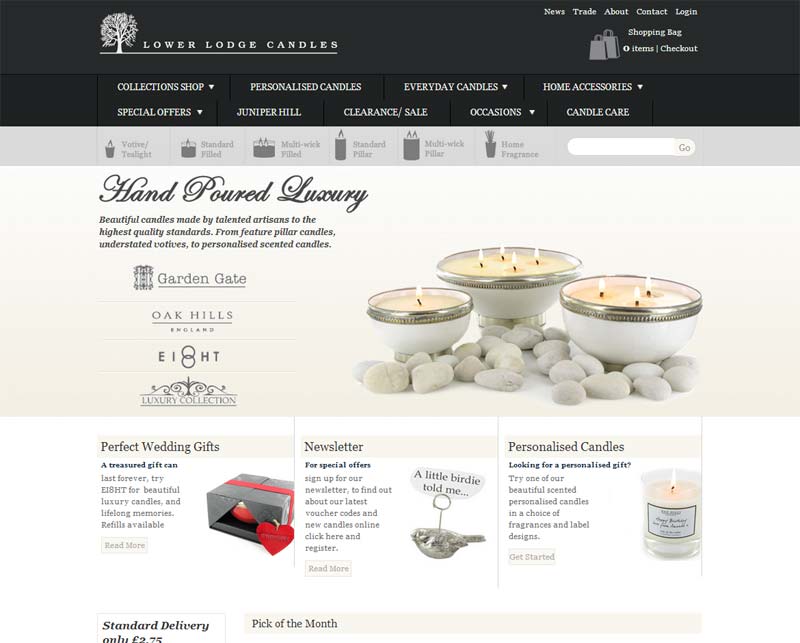 News Trade About Contact Login
LOWER LODGE CANDLES
Shopping Bag
0 items | Checkout
COLLECTIONS SHOP PERSONALISED CANDLES EVERYDAY CANDLES HOME ACCESSORIES
SPECIAL OFFERS JUNIPER HILL CLEARANCE/ SALE OCCASIONS CANDLE CARE
Votive/
Tealight
Standard
Filled
Multi-wick
Filled
Standard
Pillar
Multi-wick
Pillar
Home
Fragrance
Go
Hand Poured Luxury
Beautiful candles made by talented artisans to the
highest quality standards. From feature pillar candles,
understated votives, to personalised scented candles.
Garden Gate
OAK HILLS
ENGLAND
EI8HT
LUXURY COLLECTION
Perfect Wedding Gifts
A treasured gift can
last forever, try
EI8HT for beautiful
luxury candles, and
lifelong memories.
Refills available
Read More
Newsletter
For special offers
sign up for our
newsletter, to find out
about our latest
voucher codes and
new candles online
click here and
register.
Read More
A little birdie
told me...
Personalised Candles
Looking for a personalised gift?
Try one of our
beautiful scented
personalised candles
in a choice of
fragrances and label
designs.
Get Started
Happy Birthday
Standard Delivery
only £2.75
Pick of the Month